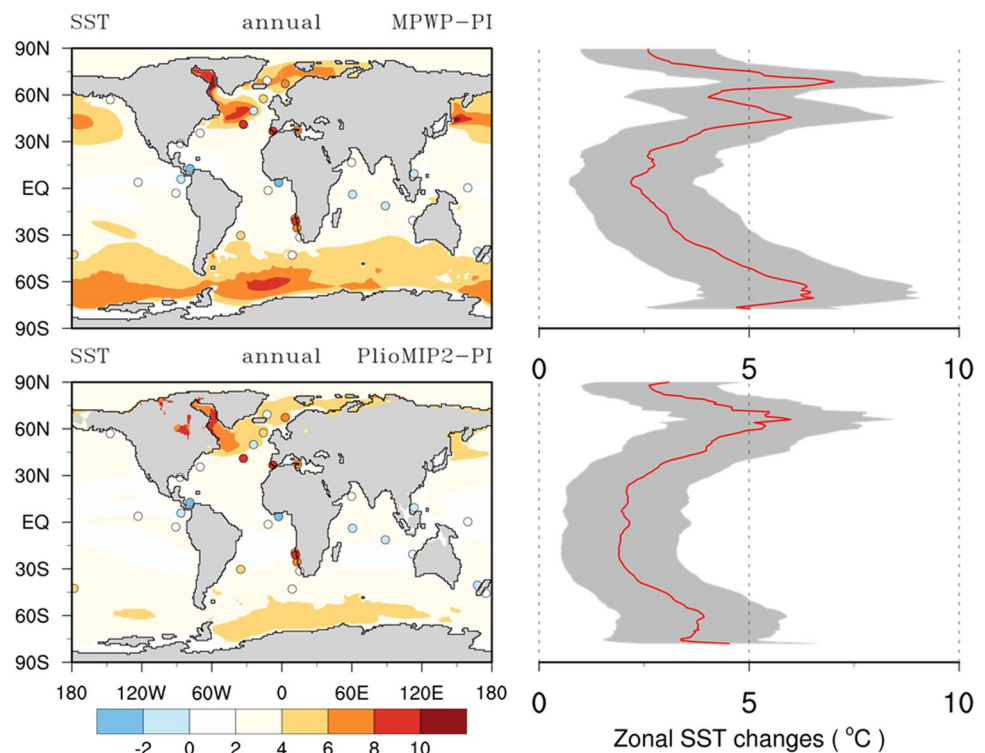 SST annual MPWP-PI
90N
60N
30N
EQ
30S
60S
90S
0 5 10
SST annual PlioMIP2-PI
90N
60N
30N
EQ
30S
60S
90S
180 120W 60W 0 60E 120E 180
-2 0 2 4 6 8 10
0 5 10
Zonal SST changes ( °C )